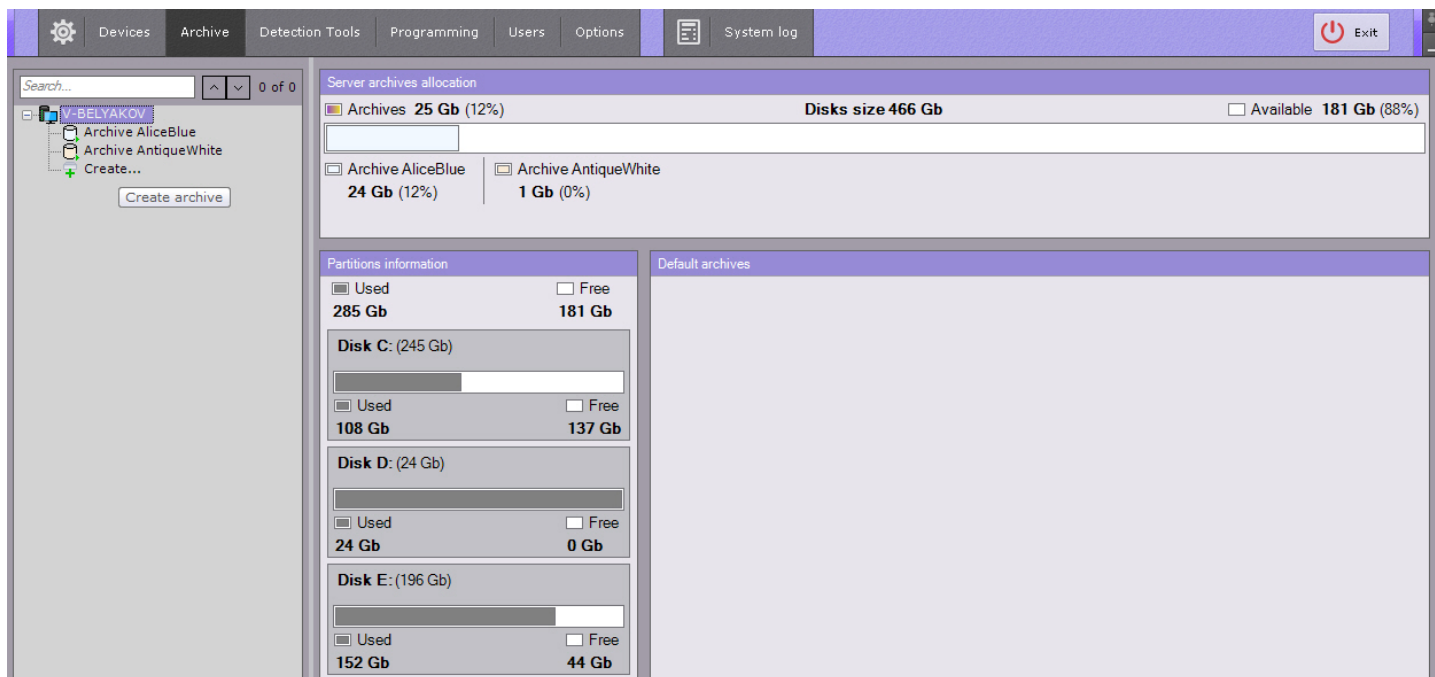 Devices Archive Detection Tools Programming Users Options System log Exit
Search... 0 of 0
V-BELYAKOV
Archive AliceBlue
Archive AntiqueWhite
Create...
Create archive
Server archives allocation
Archives 25 Gb (12%) Disks size 466 Gb Available 181 Gb (88%)
Archive AliceBlue Archive AntiqueWhite
24 Gb (12%) 1 Gb (0%)
Partitions information
Used Free
285 Gb 181 Gb
Disk C: (245 Gb)
Used Free
108 Gb 137 Gb
Disk D: (24 Gb)
Used Free
24 Gb 0 Gb
Disk E: (196 Gb)
Used Free
152 Gb 44 Gb
Default archives